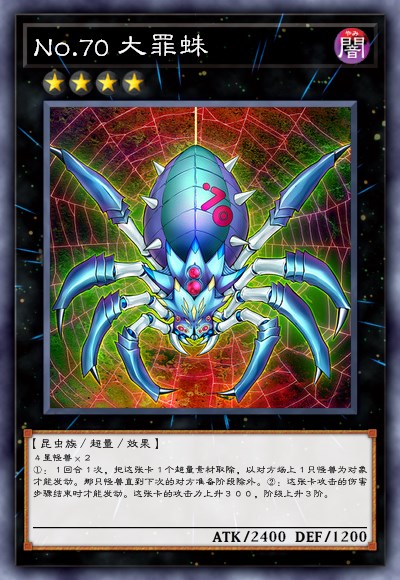 No.70 大罪蛛
やみ
闇
70
【昆虫族／超量／效果】
４星怪兽×２
①：１回合１次，把这张卡１个超量素材取除，以对方场上１只怪兽为对象
才能发动。那只怪兽直到下次的对方准备阶段除外。②：这张卡攻击的伤害
步骤结束时才能发动。这张卡的攻击力上升３００，阶级上升３阶。
ATK/2400 DEF/1200